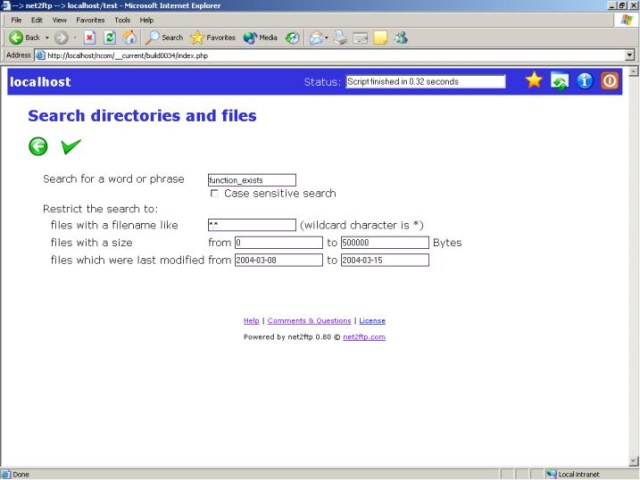 --> net2ftp --> localhost/test - Microsoft Internet Explorer
File Edit View Favorites Tools Help
Back Search Favorites Media
Address http://localhost/ncom/__current/build0034/index.php
localhost Status: Script finished in 0.32 seconds
Search directories and files
Search for a word or phrase function_exists
Case sensitive search
Restrict the search to:
files with a filename like ** (wildcard character is *)
files with a size from 0 to 500000 Bytes
files which were last modified from 2004-03-08 to 2004-03-15
Help | Comments & Questions | License
Powered by net2ftp 0.80 © net2ftp.com
Done Local intranet